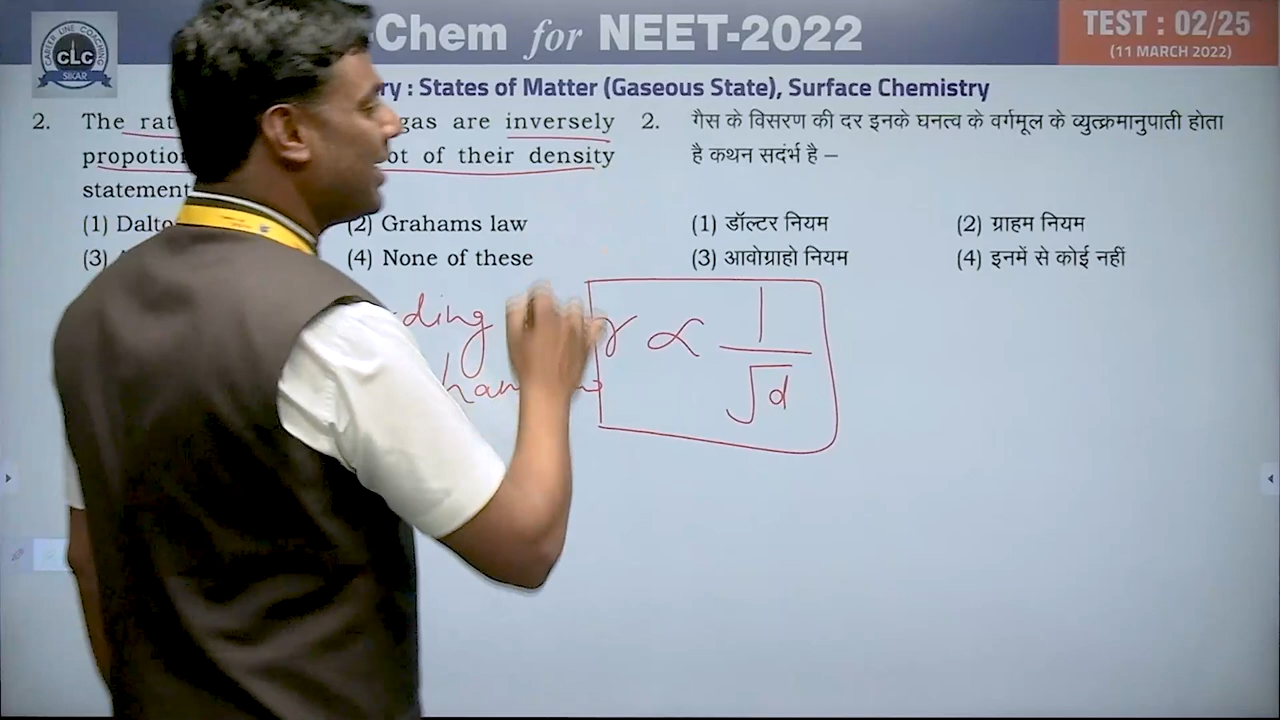 -Chem for NEET-2022
TEST : 02/25
(11 MARCH 2022)
CAREER LINE COACHING
CLC
SIKAR
ry : States of Matter (Gaseous State), Surface Chemistry
2. The rat gas are inversely
propotion ot of their density
statement
(1) Dalto (2) Grahams law
(3) (4) None of these
2. गैस के विसरण की दर इनके घनत्व के वर्गमूल के व्युत्क्रमानुपाती होता
है कथन सदंर्भ है –
(1) डॉल्टर नियम (2) ग्राहम नियम
(3) आवोग्राहो नियम (4) इनमें से कोई नहीं
ding
r ∝ 1/√d